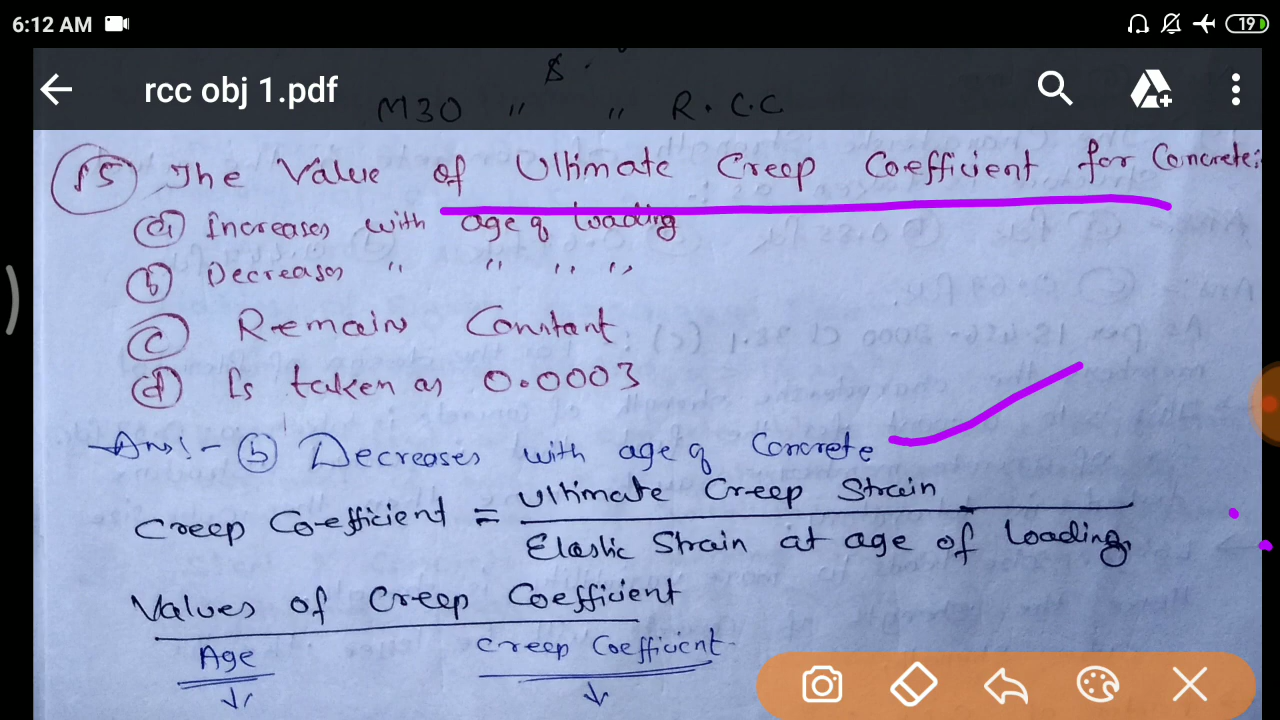 6:12 AM
19
rcc obj 1.pdf
M30 " " R.C.C
15 The Value of Ultimate Creep Coefficient for Concrete:
(a) Increases with age of loading
(b) Decreases " " " "
(c) Remain Constant
(d) Is taken as 0.0003
Ans:- (b) Decreases with age of Concrete
Creep Coefficient = Ultimate Creep Strain
Elastic Strain at age of loading.
Values of Creep Coefficient
Age Creep Coefficient